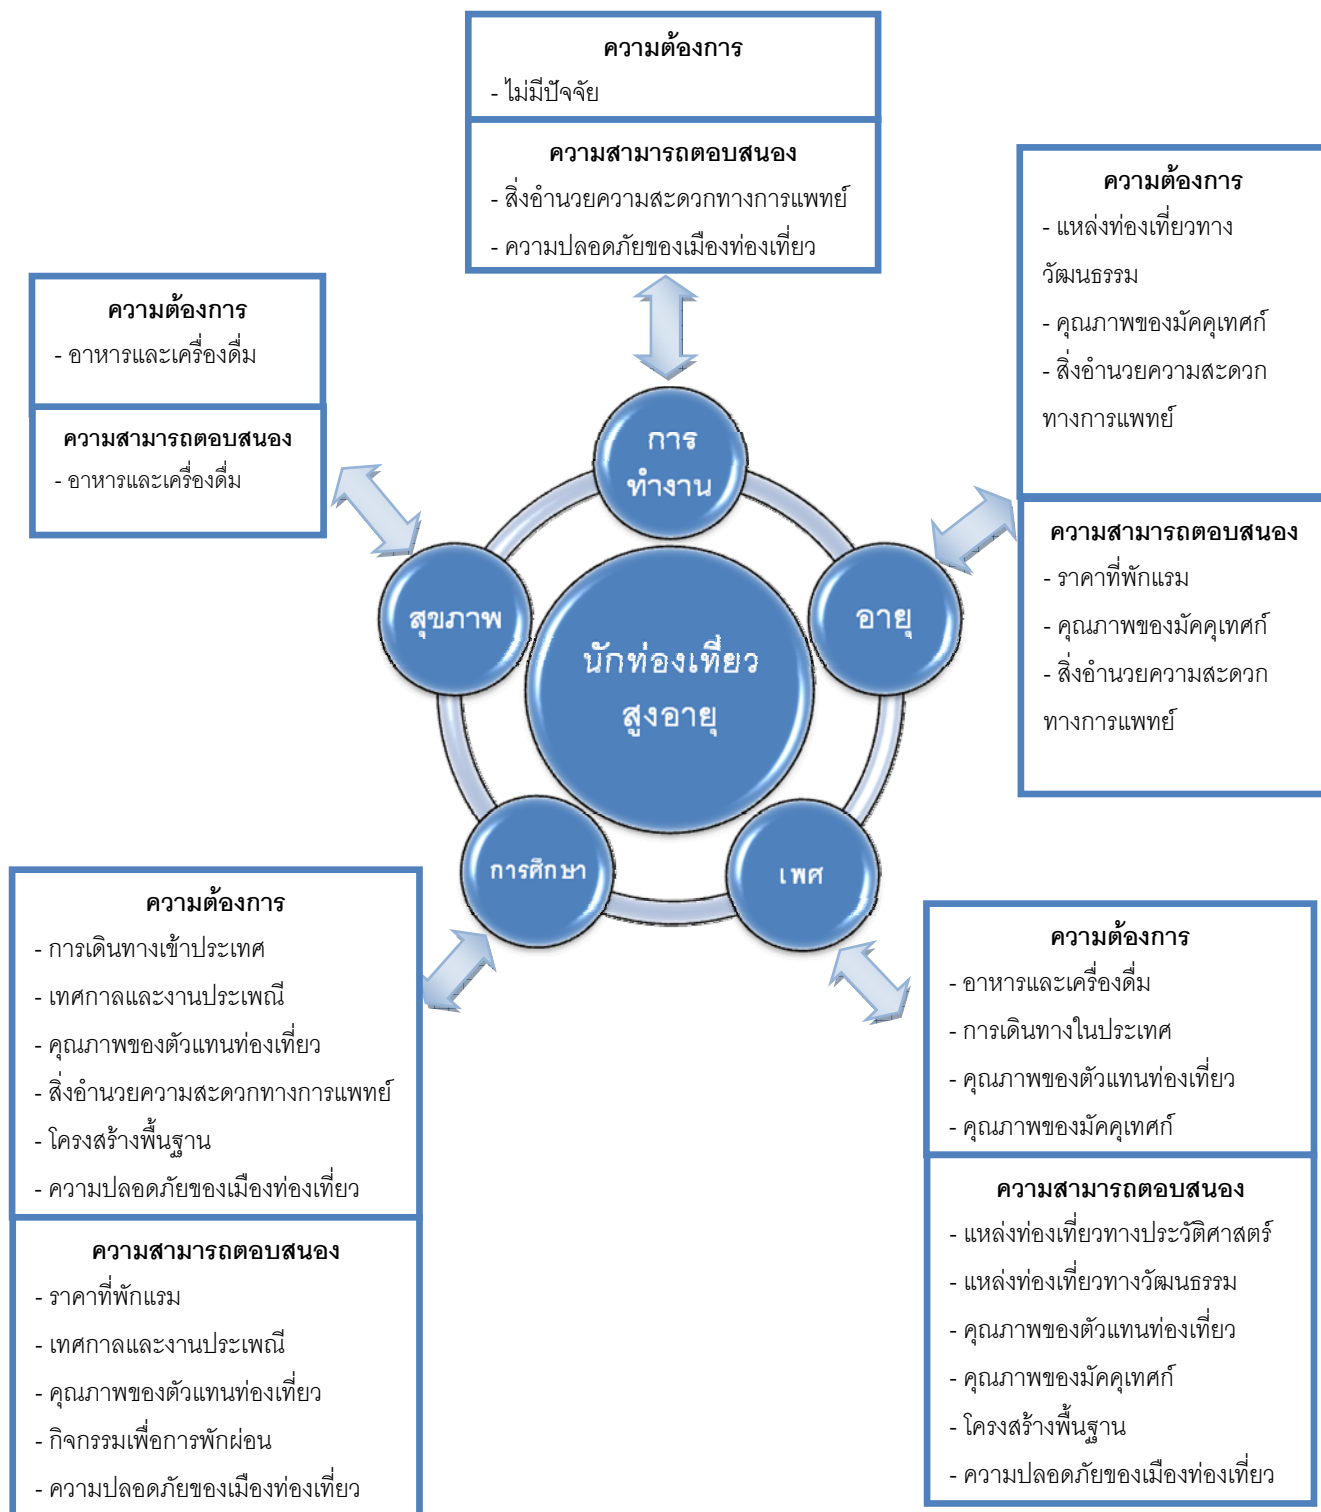 ความต้องการ
- ไม่มีปัจจัย
ความสามารถตอบสนอง
- สิ่งอำนวยความสะดวกทางการแพทย์
- ความปลอดภัยของเมืองท่องเที่ยว
ความต้องการ
- แหล่งท่องเที่ยวทาง
วัฒนธรรม
- คุณภาพของมัคคุเทศก์
- สิ่งอำนวยความสะดวก
ทางการแพทย์
ความสามารถตอบสนอง
- ราคาที่พักแรม
- คุณภาพของมัคคุเทศก์
- สิ่งอำนวยความสะดวก
ทางการแพทย์
ความต้องการ
- อาหารและเครื่องดื่ม
ความสามารถตอบสนอง
- อาหารและเครื่องดื่ม
การ
ทำงาน
สุขภาพ
อายุ
นักท่องเที่ยว
สูงอายุ
การศึกษา
เพศ
ความต้องการ
- การเดินทางเข้าประเทศ
- เทศกาลและงานประเพณี
- คุณภาพของตัวแทนท่องเที่ยว
- สิ่งอำนวยความสะดวกทางการแพทย์
- โครงสร้างพื้นฐาน
- ความปลอดภัยของเมืองท่องเที่ยว
ความสามารถตอบสนอง
- ราคาที่พักแรม
- เทศกาลและงานประเพณี
- คุณภาพของตัวแทนท่องเที่ยว
- กิจกรรมเพื่อการพักผ่อน
- ความปลอดภัยของเมืองท่องเที่ยว
ความต้องการ
- อาหารและเครื่องดื่ม
- การเดินทางในประเทศ
- คุณภาพของตัวแทนท่องเที่ยว
- คุณภาพของมัคคุเทศก์
ความสามารถตอบสนอง
- แหล่งท่องเที่ยวทางประวัติศาสตร์
- แหล่งท่องเที่ยวทางวัฒนธรรม
- คุณภาพของตัวแทนท่องเที่ยว
- คุณภาพของมัคคุเทศก์
- โครงสร้างพื้นฐาน
- ความปลอดภัยของเมืองท่องเที่ยว